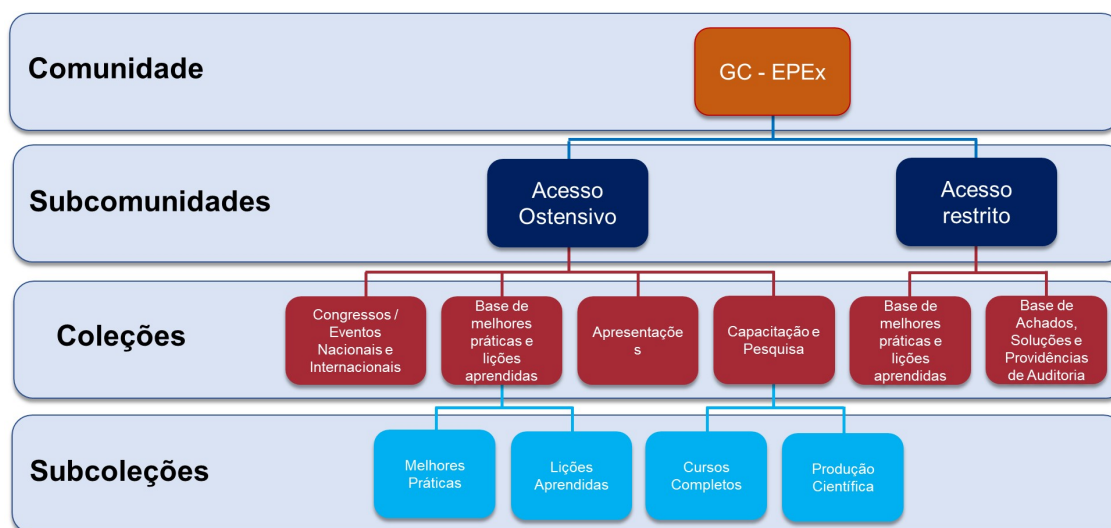 Comunidade
GC - EPEx
Subcomunidades
Acesso
Ostensivo
Acesso
restrito
Coleções
Congressos /
Eventos
Nacionais e
Internacionais
Base de
melhores
práticas e
lições
aprendidas
Apresentaçõe
s
Capacitação e
Pesquisa
Base de
melhores
práticas e
lições
aprendidas
Base de
Achados,
Soluções e
Providências
de Auditoria
Subcoleções
Melhores
Práticas
Lições
Aprendidas
Cursos
Completos
Produção
Científica